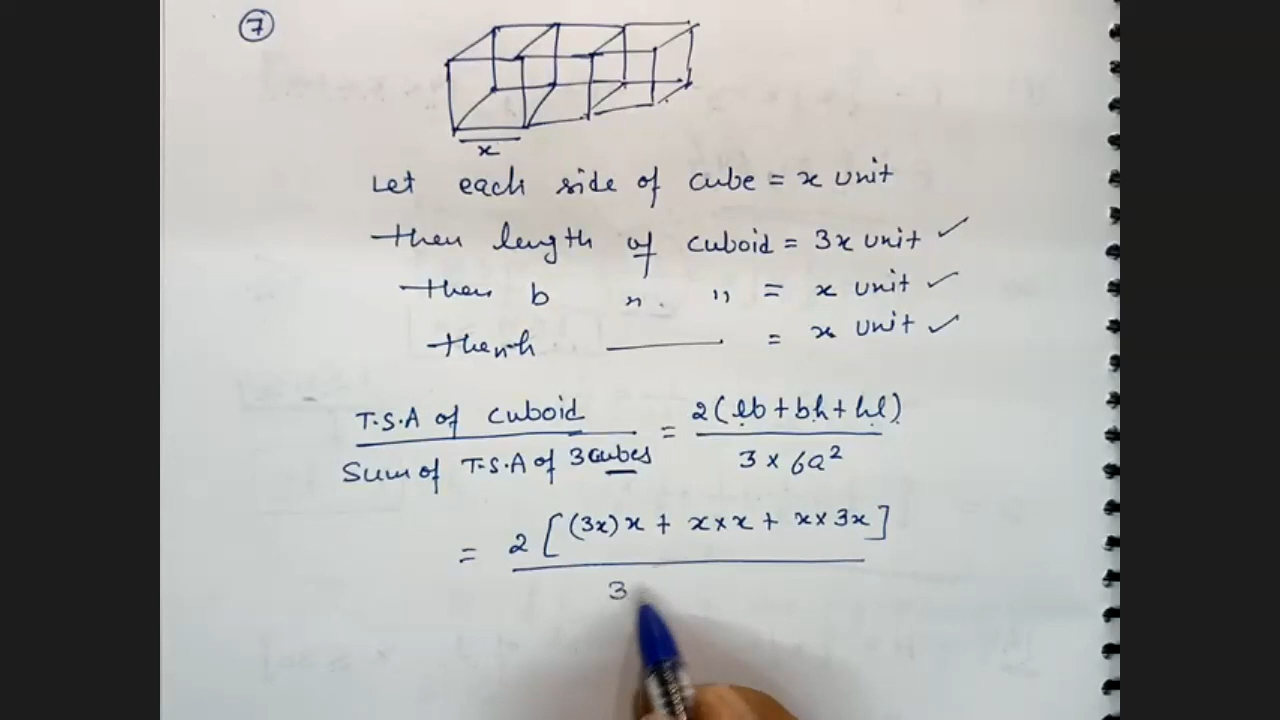 7
x
Let each side of cube = x unit
then length of cuboid = 3x unit ✓
then b " " = x unit ✓
then h —— = x unit ✓
T.S.A of cuboid / Sum of T.S.A of 3 cubes = 2(lb + bh + hl) / 3 × 6a²
= 2[(3x)x + x×x + x×3x] / 3